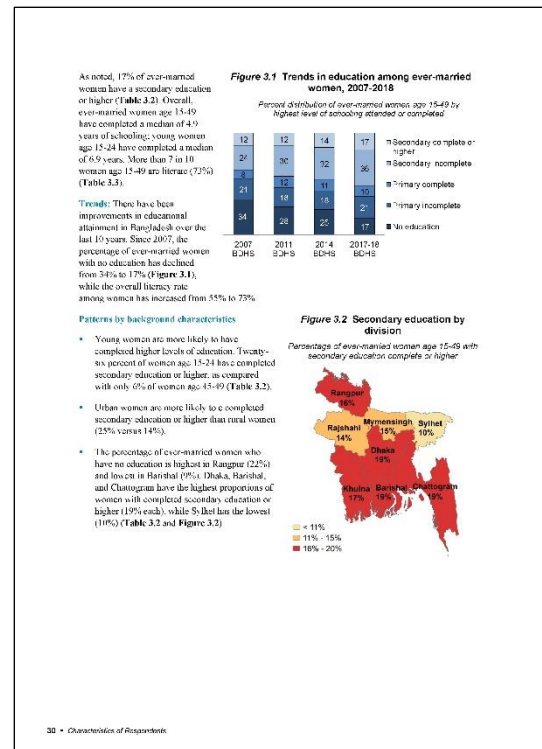 As noted, 17% of ever-married
women have a secondary education
or higher (Table 3.2). Overall,
ever-married women age 15-49
have completed a median of 4.9
years of schooling; young women
age 15-24 have completed a median
of 6.9 years. More than 7 in 10
women age 15-49 are literate (73%)
(Table 3.3).
Trends: There have been
improvements in educational
attainment in Bangladesh over the
last 10 years. Since 2007, the
percentage of ever-married women
with no education has declined
from 34% to 17% (Figure 3.1),
while the overall literacy rate
among women has increased from 55% to 73%
Figure 3.1 Trends in education among ever-married
women, 2007-2018
Percent distribution of ever-married women age 15-49 by
highest level of schooling attended or completed
12 12 14 17
24 30 32 36
8 12 11 10
21 18 18 21
34 28 25 17
Secondary complete or
higher
Secondary incomplete
Primary complete
Primary incomplete
No education
2007 2011 2014 2017-18
BDHS BDHS BDHS BDHS
Patterns by background characteristics
▪ Young women are more likely to have
completed higher levels of education. Twenty-
six percent of women age 15-24 have completed
secondary education or higher, as compared
with only 6% of women age 45-49 (Table 3.2).
▪ Urban women are more likely to e completed
secondary education or higher than rural women
(25% versus 14%).
▪ The percentage of ever-married women who
have no education is highest in Rangpur (22%)
and lowest in Barishal (9%). Dhaka, Barishal,
and Chattogram have the highest proportions of
women with completed secondary education or
higher (19% each), while Sylhet has the lowest
(10%) (Table 3.2 and Figure 3.2)
Figure 3.2 Secondary education by
division
Percentage of ever-married women age 15-49 with
secondary education complete or higher
Rangpur
16%
Rajshahi
14%
Mymensingh
15%
Sylhet
10%
Dhaka
19%
Khulna
17%
Barishal
19%
Chattogram
19%
< 11%
11% - 15%
16% - 20%
30 • Characteristics of Respondents